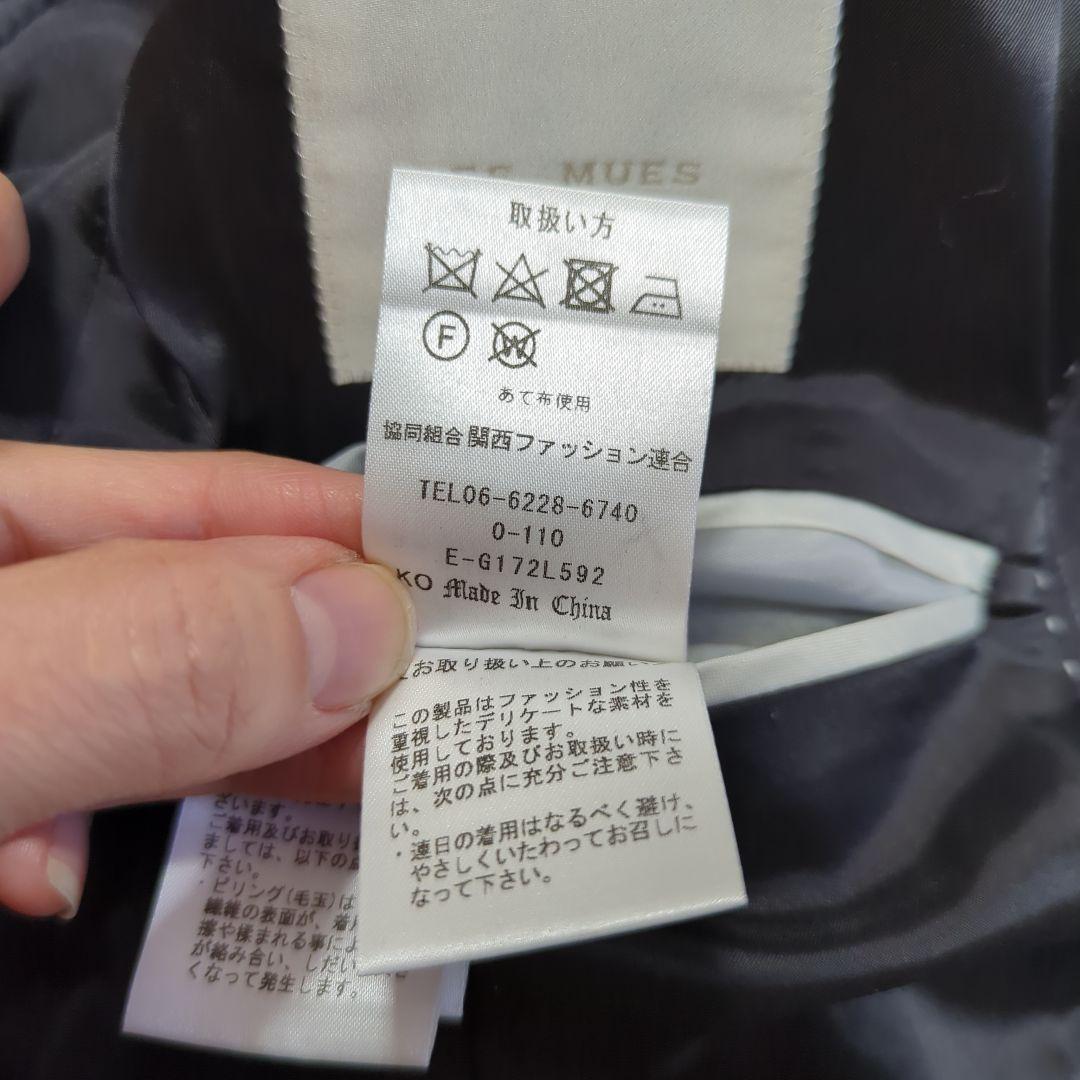 MUES
取扱い方
F W
あて布使用
協同組合関西ファッション連合
TEL06-6228-6740
0-110
E-G172L592
KO Made In China
お取り扱い上のお願い
この製品はファッション性を
重視したデリケートな素材を
使用しております。
ご着用の際及びお取扱い時に
は、次の点に充分ご注意下さ
い。
・連日の着用はなるべく避け、
やさしくいたわってお召しに
なって下さい。
ざいます。
ご着用及びお取り扱
ましては、以下の点
下さい。
・ピリング(毛玉)は
繊維の表面が、着用
擦や揉まれる事によ
が絡み合い、しだい
くなって発生します。